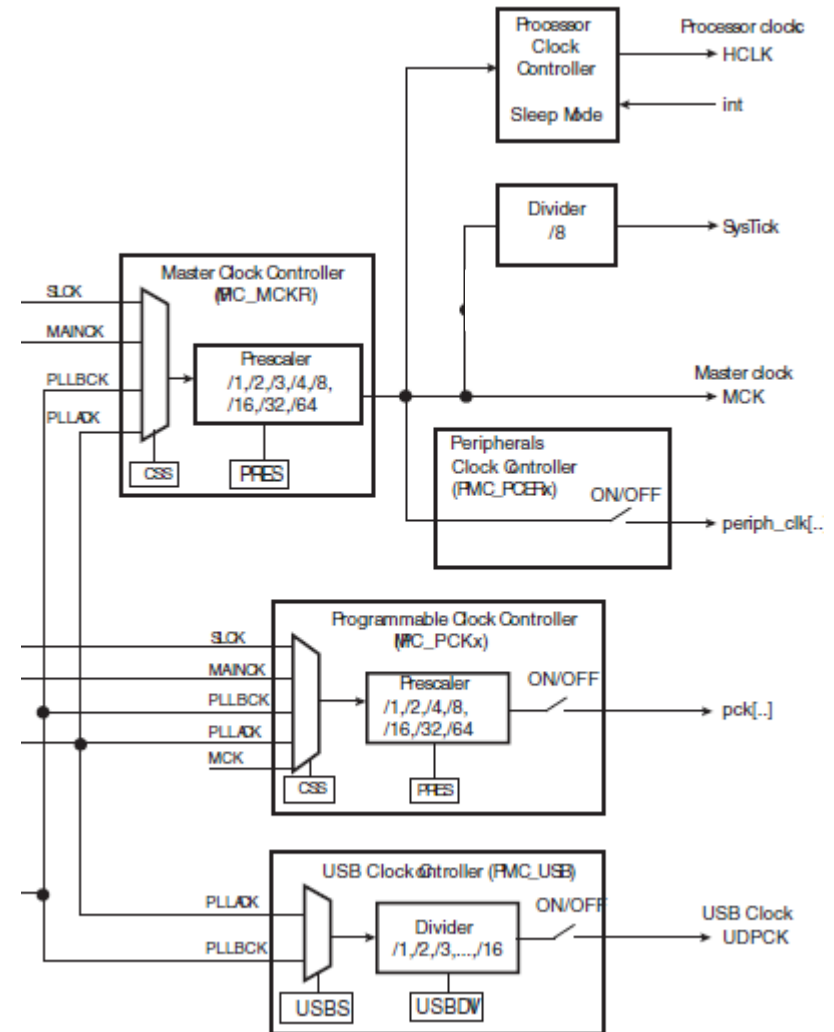 Processor
Clock
Controller
Sleep Mode
Processor clock
HCLK
int
Divider
/8
SysTick
Master Clock Controller
(PMC_MCKR)
SLCK
MAINCK
PLLBCK
PLLACK
Prescaler
/1,/2,/3,/4,/8,
/16,/32,/64
CSS
PRES
Master clock
MCK
Peripherals
Clock Controller
(PMC_PCERx)
ON/OFF
periph_clk[..
Programmable Clock Controller
(PMC_PCKx)
SLCK
MAINCK
PLLBCK
PLLACK
MCK
Prescaler
/1,/2,/4,/8,
/16,/32,/64
ON/OFF
CSS
PRES
pck[..]
USB Clock Controller (PMC_USB)
PLLACK
PLLBCK
Divider
/1,/2,/3,...,/16
ON/OFF
USBS
USBDIV
USB Clock
UDPCK